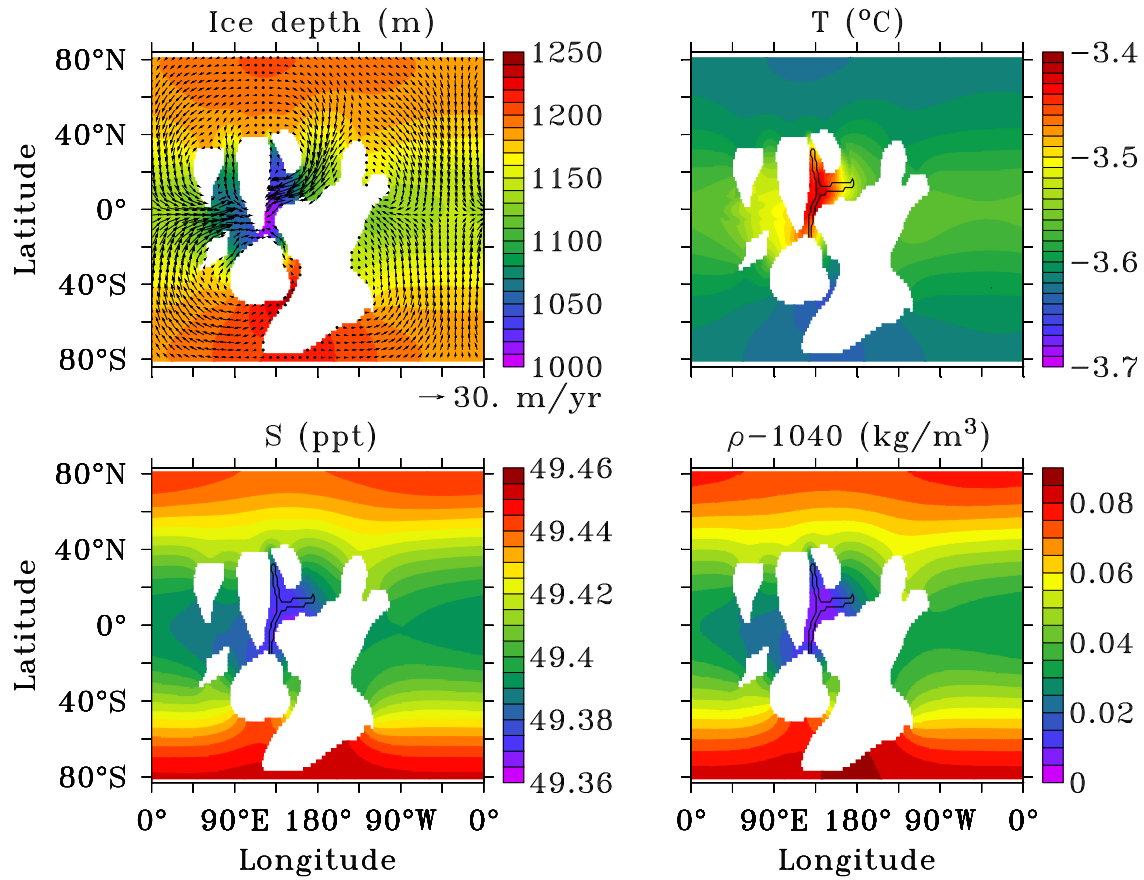 Ice depth (m)
T (°C)
80°N
40°N
0°
40°S
80°S
Latitude
1250
1200
1150
1100
1050
1000
→ 30. m/yr
−3.4
−3.5
−3.6
−3.7
S (ppt)
ρ−1040 (kg/m³)
80°N
40°N
0°
40°S
80°S
Latitude
49.46
49.44
49.42
49.4
49.38
49.36
0.08
0.06
0.04
0.02
0
0° 90°E 180° 90°W 0°
0° 90°E 180° 90°W 0°
Longitude
Longitude